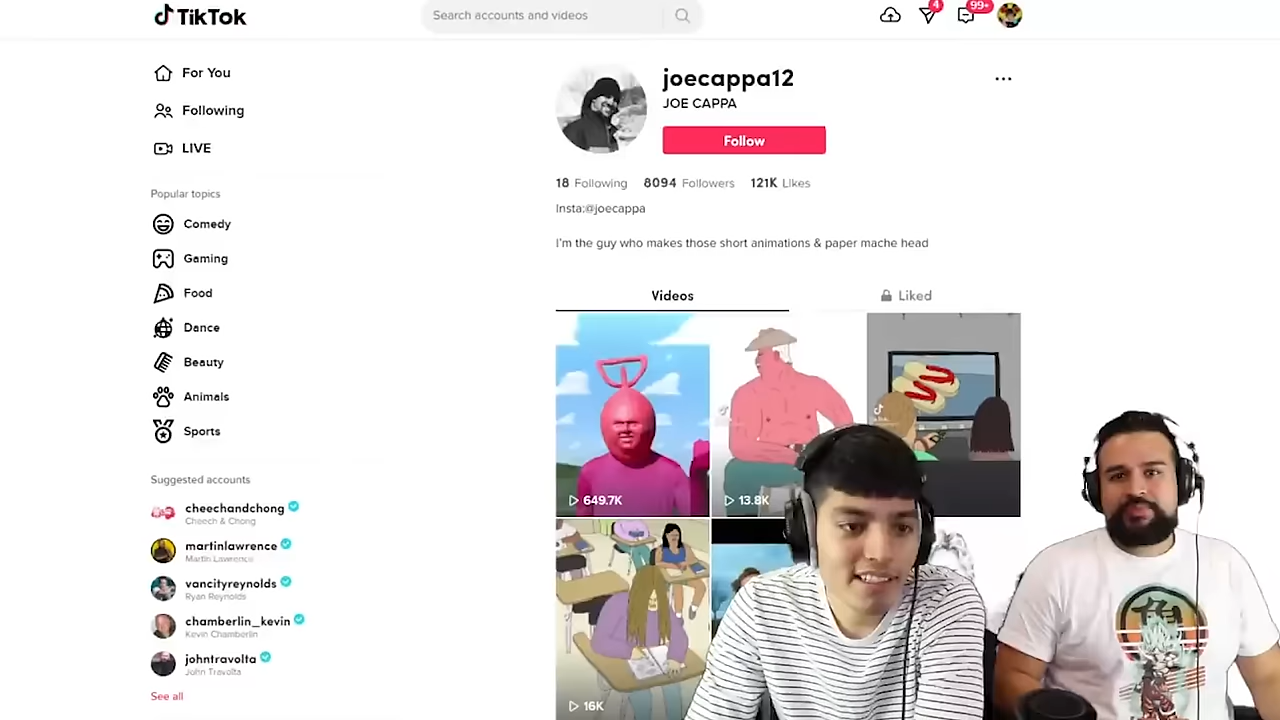 TikTok
Search accounts and videos
4
99+
For You
Following
LIVE
Popular topics
Comedy
Gaming
Food
Dance
Beauty
Animals
Sports
Suggested accounts
cheechandchong
Cheech & Chong
martinlawrence
Martin Lawrence
vancityreynolds
Ryan Reynolds
chamberlin_kevin
Kevin Chamberlin
johntravolta
John Travolta
See all
joecappa12
JOE CAPPA
Follow
18 Following 8094 Followers 121K Likes
Insta:@joecappa
I'm the guy who makes those short animations & paper mache head
Videos
Liked
649.7K
13.8K
16K